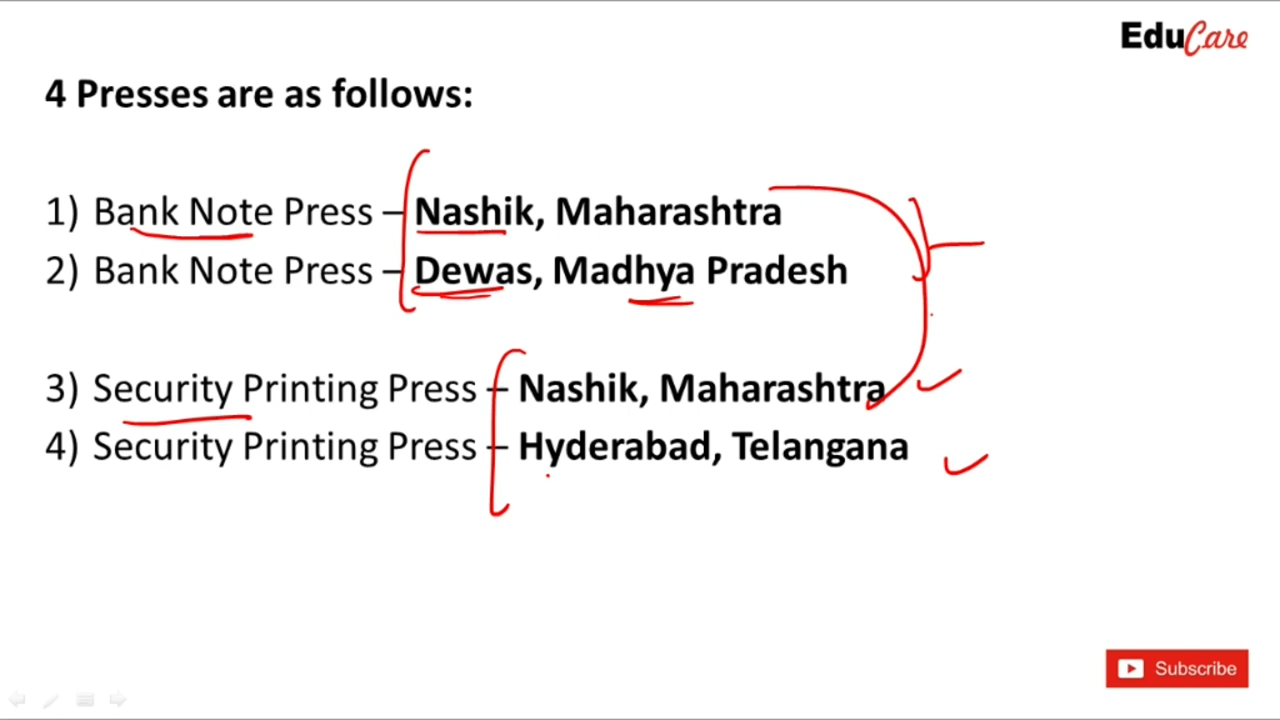 EduCare
4 Presses are as follows:
1) Bank Note Press – Nashik, Maharashtra
2) Bank Note Press – Dewas, Madhya Pradesh
3) Security Printing Press – Nashik, Maharashtra
4) Security Printing Press – Hyderabad, Telangana
Subscribe